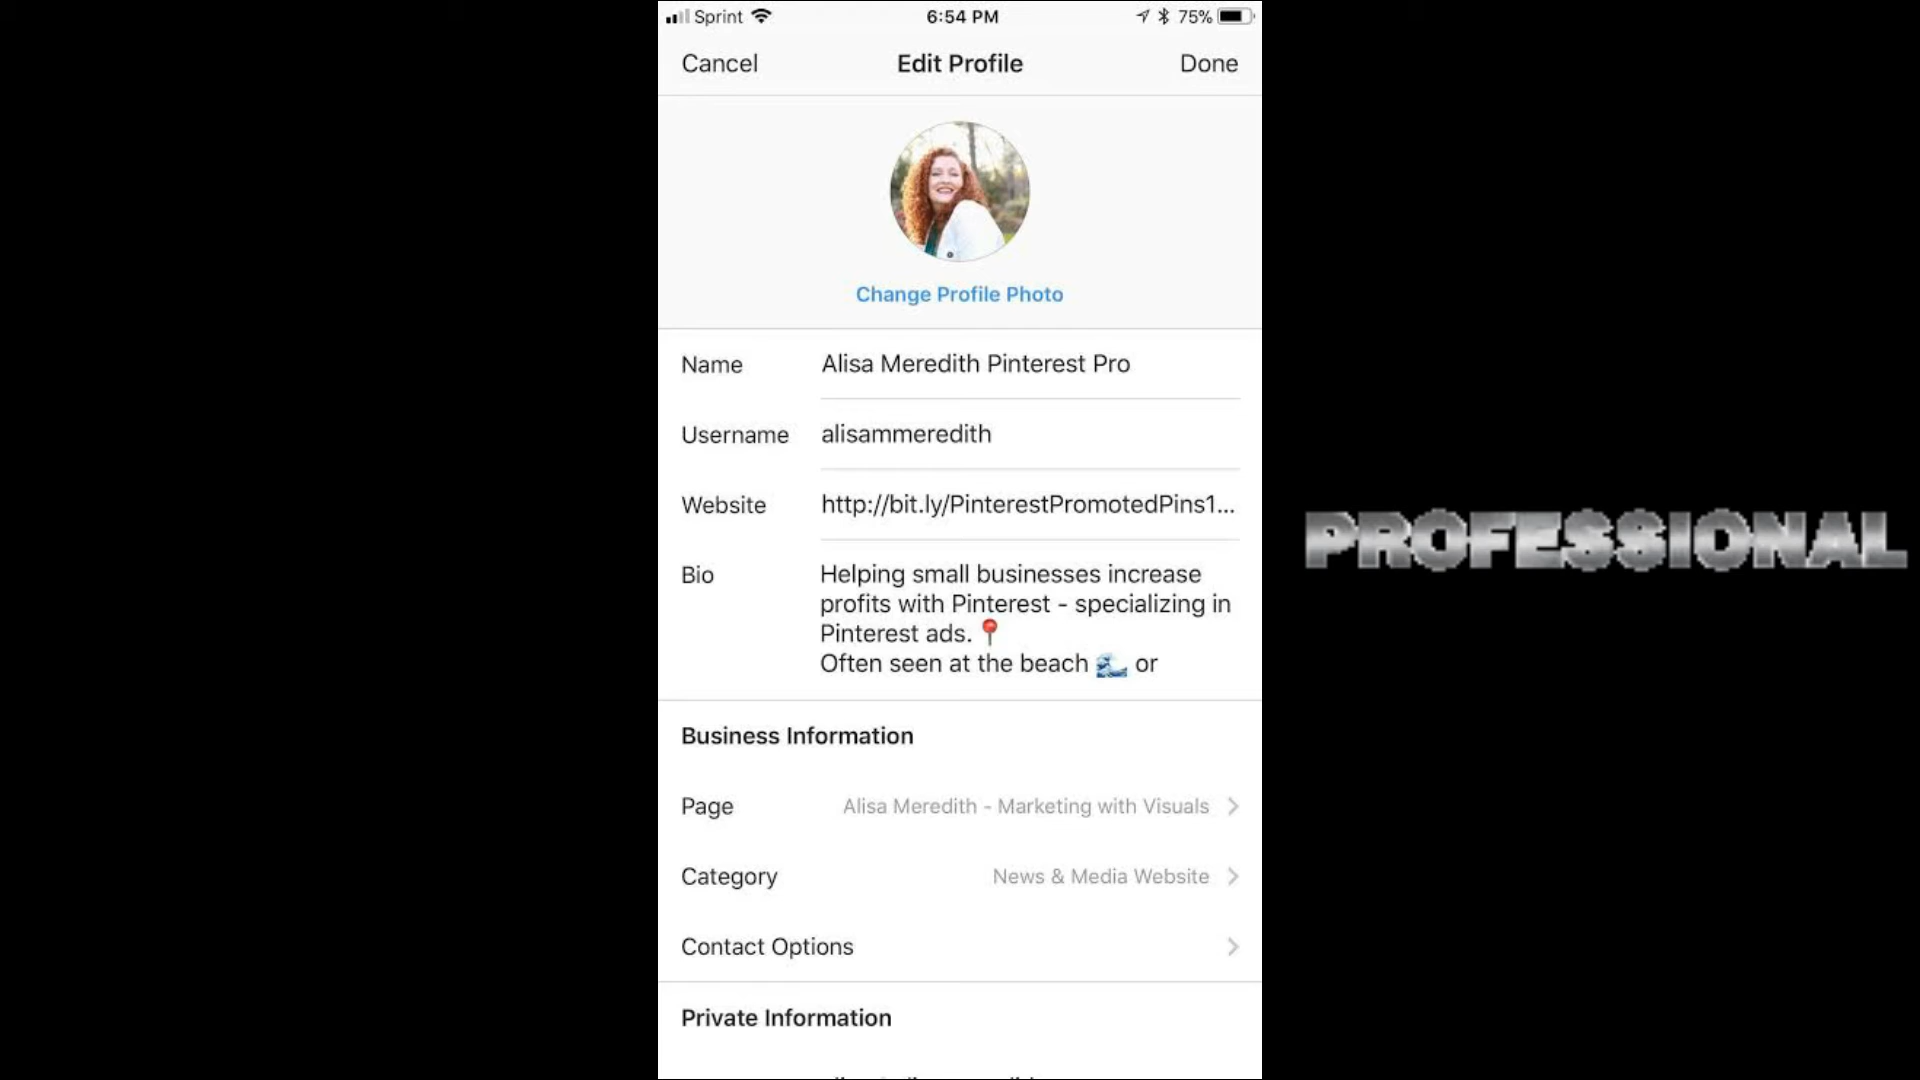 Sprint 6:54 PM 75%
Cancel Edit Profile Done
Change Profile Photo
Name Alisa Meredith Pinterest Pro
Username alisammeredith
Website http://bit.ly/PinterestPromotedPins1...
Bio Helping small businesses increase
profits with Pinterest - specializing in
Pinterest ads. 📍
Often seen at the beach 🌊 or
Business Information
Page Alisa Meredith - Marketing with Visuals
Category News & Media Website
Contact Options
Private Information
PROFESSIONAL